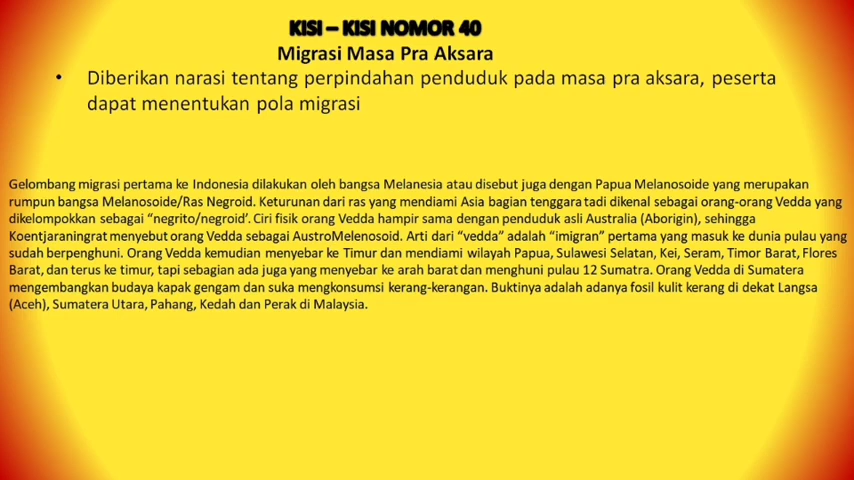 KISI – KISI NOMOR 40
Migrasi Masa Pra Aksara
• Diberikan narasi tentang perpindahan penduduk pada masa pra aksara, peserta
dapat menentukan pola migrasi
Gelombang migrasi pertama ke Indonesia dilakukan oleh bangsa Melanesia atau disebut juga dengan Papua Melanosoide yang merupakan
rumpun bangsa Melanosoide/Ras Negroid. Keturunan dari ras yang mendiami Asia bagian tenggara tadi dikenal sebagai orang-orang Vedda yang
dikelompokkan sebagai “negrito/negroid’. Ciri fisik orang Vedda hampir sama dengan penduduk asli Australia (Aborigin), sehingga
Koentjaraningrat menyebut orang Vedda sebagai AustroMelenosoid. Arti dari “vedda” adalah “imigran” pertama yang masuk ke dunia pulau yang
sudah berpenghuni. Orang Vedda kemudian menyebar ke Timur dan mendiami wilayah Papua, Sulawesi Selatan, Kei, Seram, Timor Barat, Flores
Barat, dan terus ke timur, tapi sebagian ada juga yang menyebar ke arah barat dan menghuni pulau 12 Sumatra. Orang Vedda di Sumatera
mengembangkan budaya kapak gengam dan suka mengkonsumsi kerang-kerangan. Buktinya adalah adanya fosil kulit kerang di dekat Langsa
(Aceh), Sumatera Utara, Pahang, Kedah dan Perak di Malaysia.